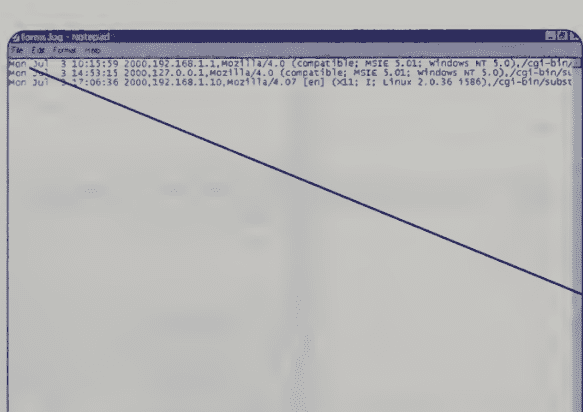 forms.log - Notepad
File Edit Format Help
Mon Jul 3 10:15:59 2000,192.168.1.1,Mozilla/4.0 (compatible; MSIE 5.01; Windows NT 5.0),/cgi-bin/
Mon Jul 3 14:53:15 2000,127.0.0.1,Mozilla/4.0 (compatible; MSIE 5.01; Windows NT 5.0),/cgi-bin/su
Mon Jul 3 17:06:36 2000,192.168.1.10,Mozilla/4.07 [en] (X11; I; Linux 2.0.36 i586),/cgi-bin/subst